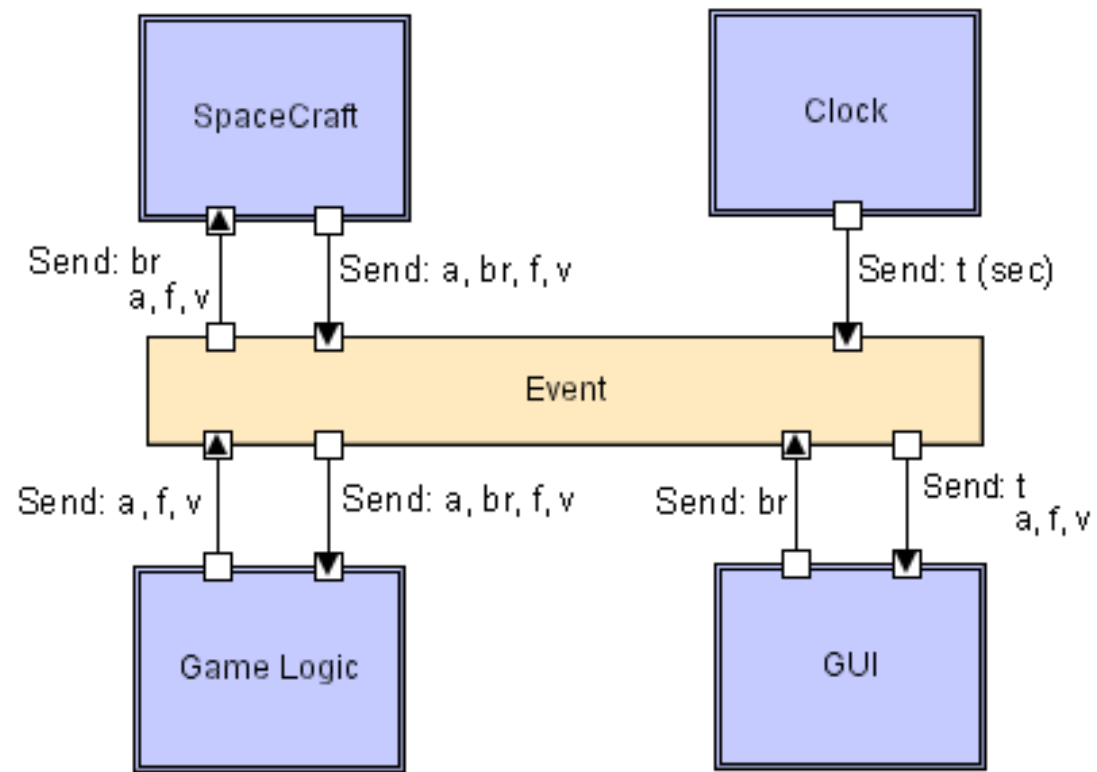 SpaceCraft
Clock
Send: br
a, f, v
Send: a, br, f, v
Send: t (sec)
Event
Send: a, f, v
Send: a, br, f, v
Send: br
Send: t
a, f, v
Game Logic
GUI